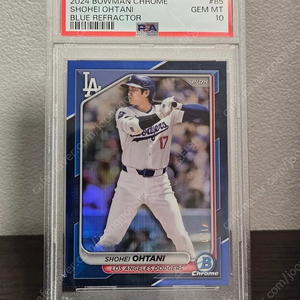 2024 BOWMAN CHROME #85
SHOHEI OHTANI GEM MT
BLUE REFRACTOR 10
PSA
LA
Dodgers
17
SHOHEI OHTANI
LOS ANGELES DODGERS
B
Chrome